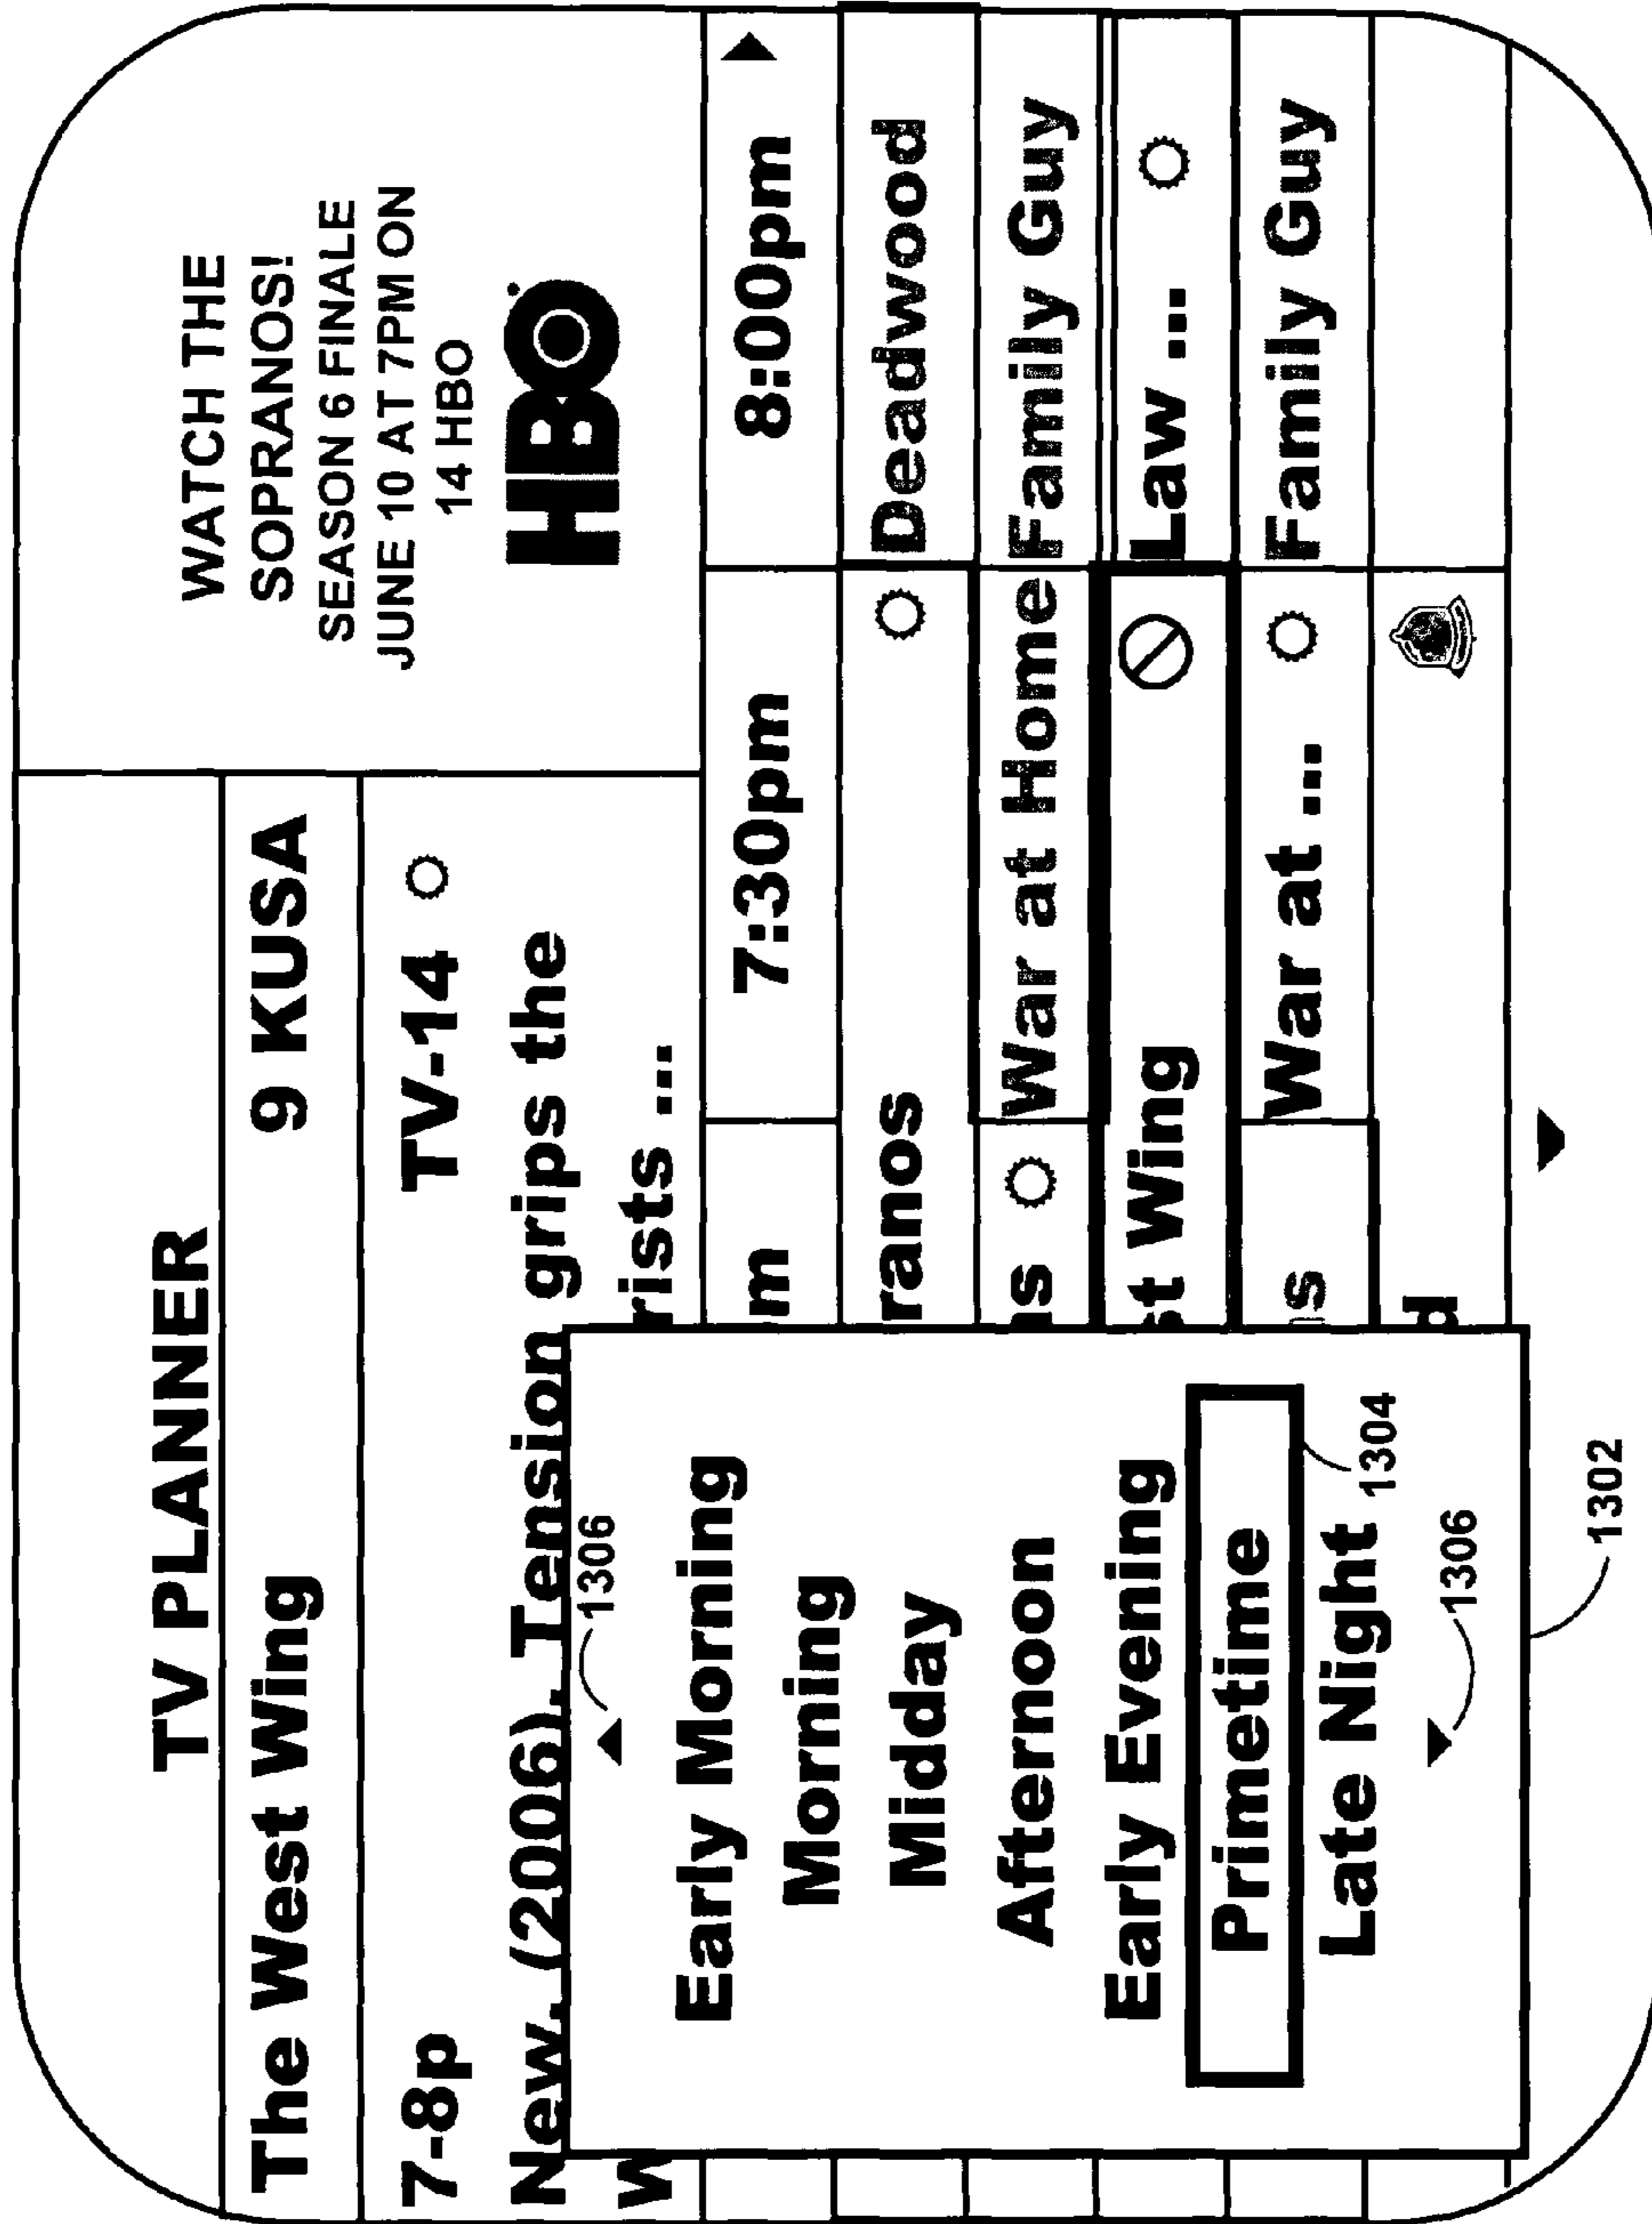 TV PLANNER
The West Wing 9 KUSA
7-8p TV-14
New. (2006). Tension grips the
W rists ...
WATCH THE
SOPRANOS!
SEASON 6 FINALE
JUNE 10 AT 7PM ON
14 HBO
HBO
m 7:30pm 8:00pm
ranos Deadwood
s War at Home Family Guy
st Wing Law ...
s War at ... Family Guy
d
1306
Early Morning
Morning
Midday
Afternoon
Early Evening
Primetime
1304
Late Night
1306
1302